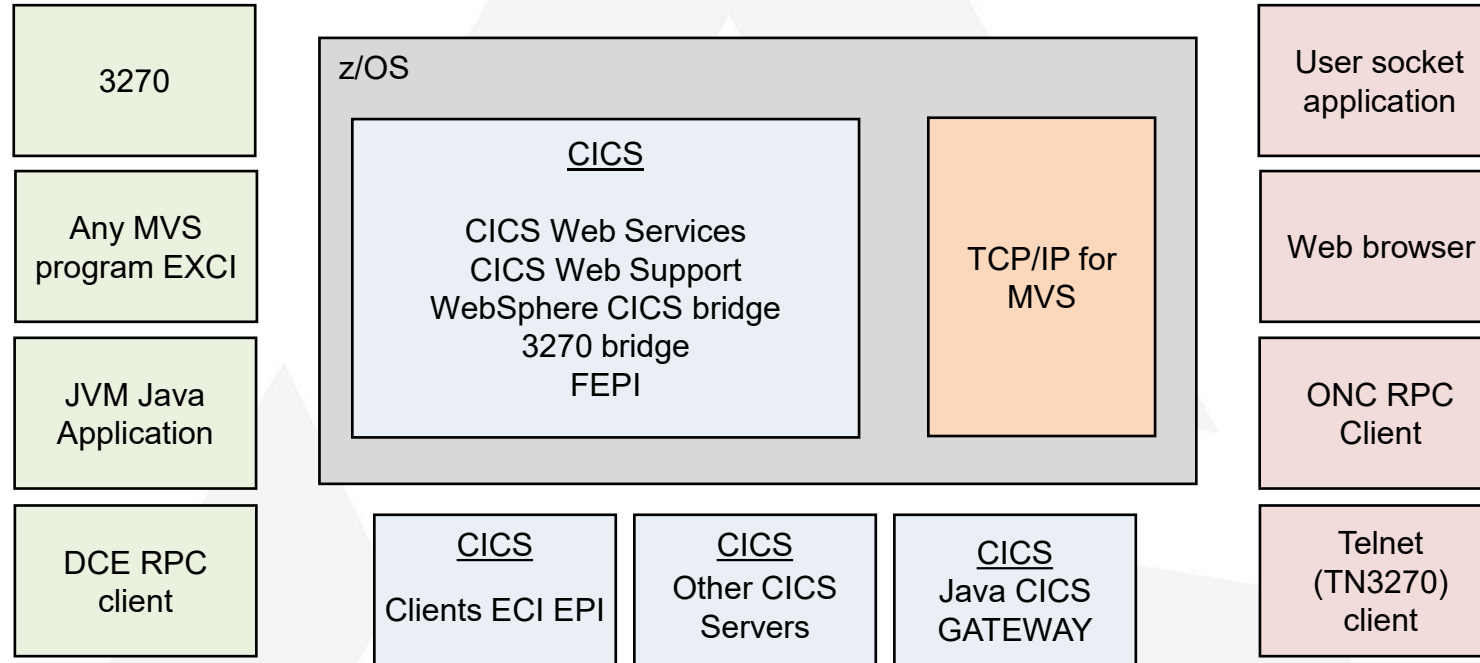 3270
Any MVS
program EXCI
JVM Java
Application
DCE RPC
client
z/OS
CICS
CICS Web Services
CICS Web Support
WebSphere CICS bridge
3270 bridge
FEPI
TCP/IP for
MVS
CICS
Clients ECI EPI
CICS
Other CICS
Servers
CICS
Java CICS
GATEWAY
User socket
application
Web browser
ONC RPC
Client
Telnet
(TN3270)
client